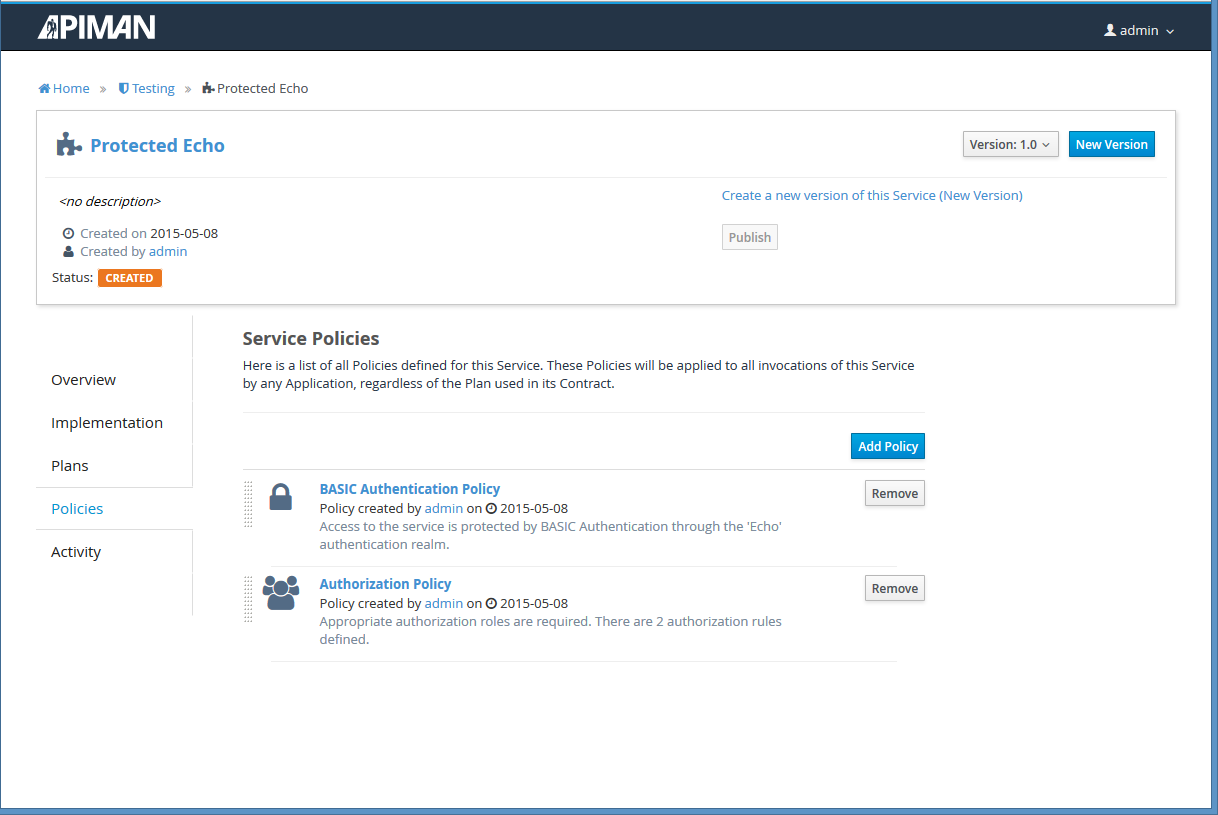 APIMAN
admin
Home » Testing » Protected Echo
Protected Echo
Version: 1.0
New Version
<no description>
Create a new version of this Service (New Version)
Created on 2015-05-08
Publish
Created by admin
Status: CREATED
Service Policies
Here is a list of all Policies defined for this Service. These Policies will be applied to all invocations of this Service
by any Application, regardless of the Plan used in its Contract.
Overview
Implementation
Plans
Policies
Activity
Add Policy
BASIC Authentication Policy
Remove
Policy created by admin on 2015-05-08
Access to the service is protected by BASIC Authentication through the 'Echo'
authentication realm.
Authorization Policy
Remove
Policy created by admin on 2015-05-08
Appropriate authorization roles are required. There are 2 authorization rules
defined.